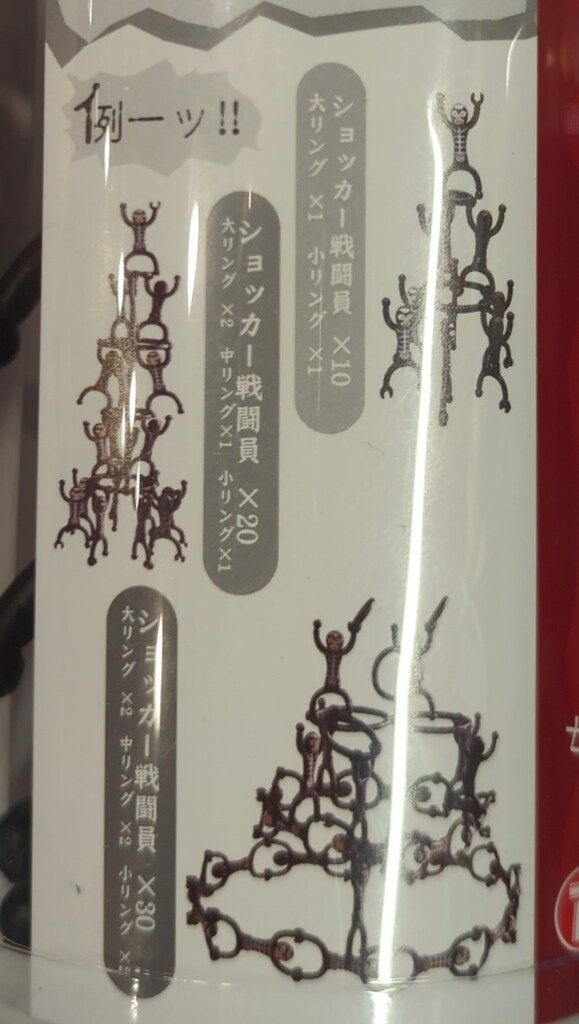 例ーッ!!
ショッカー戦闘員 ×10
大リング ×1 小リング ×1
ショッカー戦闘員 ×20
大リング ×2 中リング×1 小リング×1
ショッカー戦闘員 ×30
大リング ×2 中リング ×2 小リング